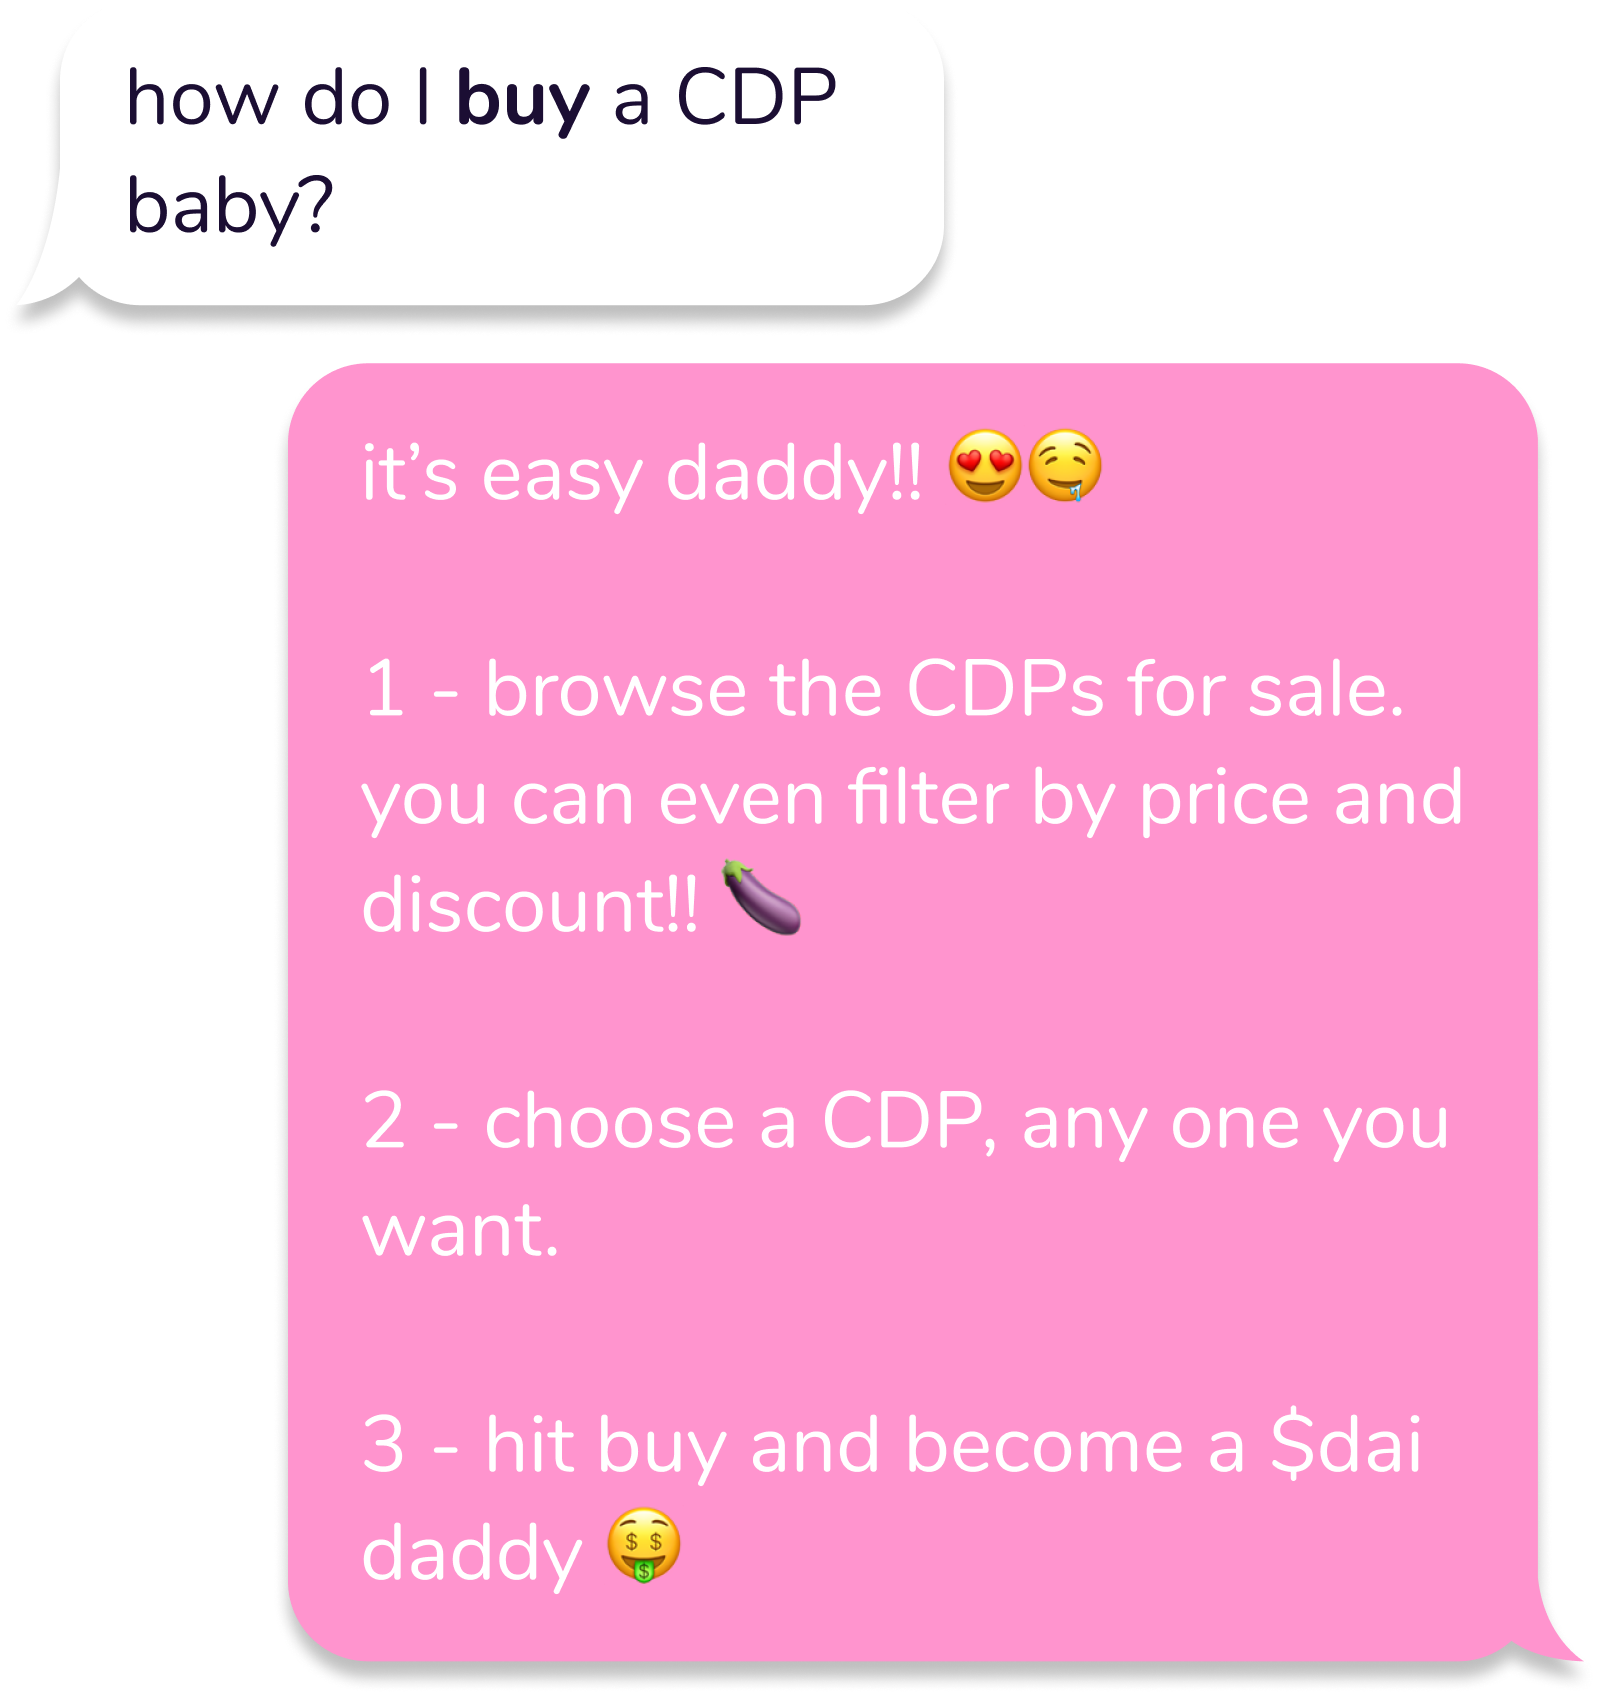 how do I buy a CDP
baby?
it’s easy daddy!! 😍🤤
1 - browse the CDPs for sale.
you can even filter by price and
discount!! 🍆
2 - choose a CDP, any one you
want.
3 - hit buy and become a $dai
daddy 🤑